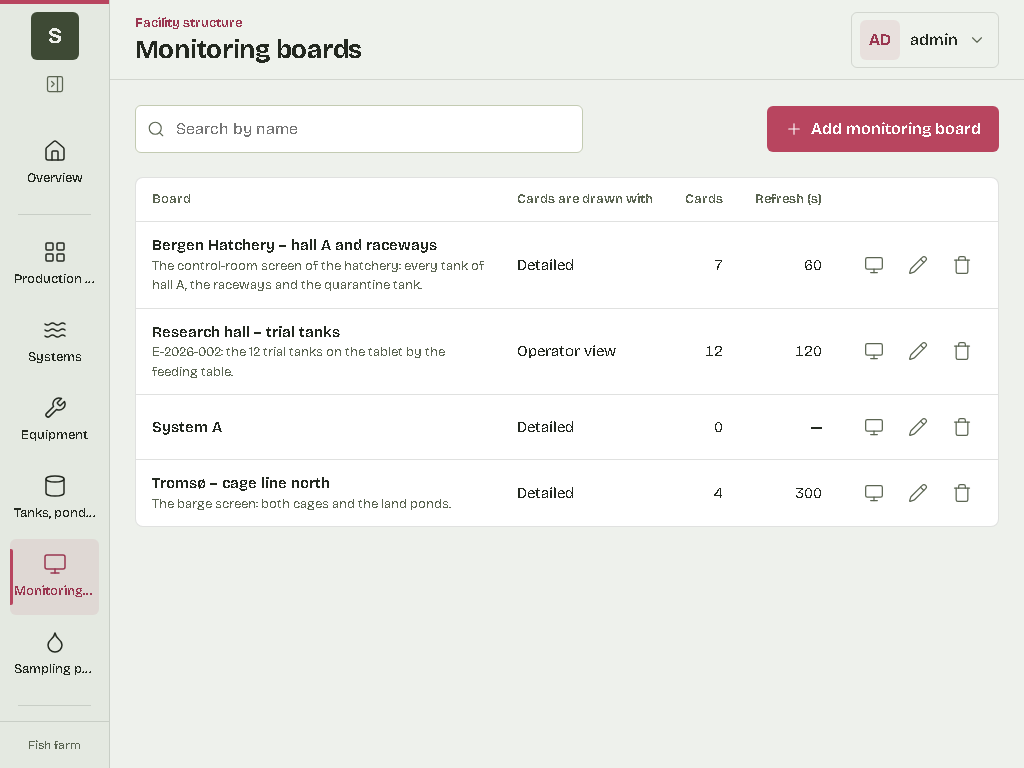 S
Facility structure
Monitoring boards
AD admin
Overview
Production ...
Systems
Equipment
Tanks, pond...
Monitoring...
Sampling p...
Fish farm
Search by name
Add monitoring board
Board Cards are drawn with Cards Refresh (s)
Bergen Hatchery – hall A and raceways
The control-room screen of the hatchery: every tank of
hall A, the raceways and the quarantine tank.
Detailed 7 60
Research hall – trial tanks
E-2026-002: the 12 trial tanks on the tablet by the
feeding table.
Operator view 12 120
System A Detailed 0 —
Tromsø – cage line north
The barge screen: both cages and the land ponds.
Detailed 4 300